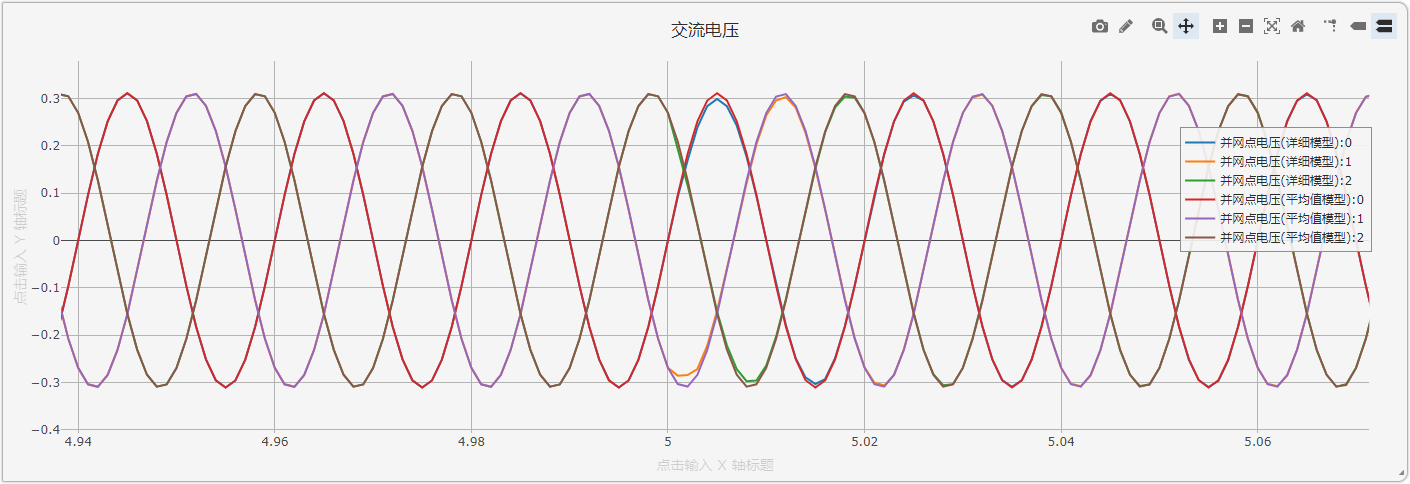 交流电压
0.3
0.2
0.1
0
−0.1
−0.2
−0.3
−0.4
点击输入 Y 轴标题
并网点电压(详细模型):0
并网点电压(详细模型):1
并网点电压(详细模型):2
并网点电压(平均值模型):0
并网点电压(平均值模型):1
并网点电压(平均值模型):2
4.94
4.96
4.98
5
5.02
5.04
5.06
点击输入 X 轴标题